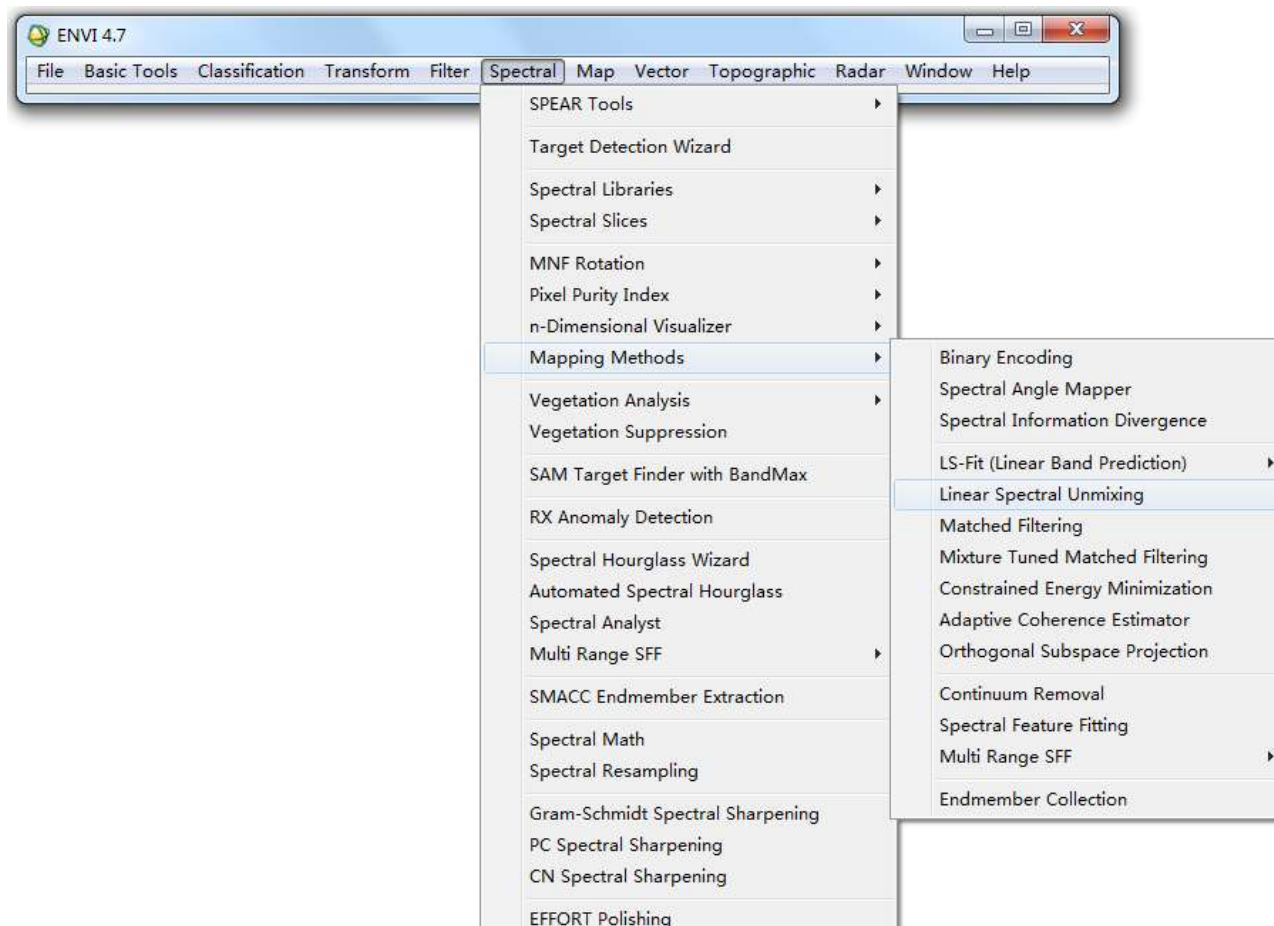 ENVI 4.7
File Basic Tools Classification Transform Filter Spectral Map Vector Topographic Radar Window Help
SPEAR Tools
Target Detection Wizard
Spectral Libraries
Spectral Slices
MNF Rotation
Pixel Purity Index
n-Dimensional Visualizer
Mapping Methods
Vegetation Analysis
Vegetation Suppression
SAM Target Finder with BandMax
RX Anomaly Detection
Spectral Hourglass Wizard
Automated Spectral Hourglass
Spectral Analyst
Multi Range SFF
SMACC Endmember Extraction
Spectral Math
Spectral Resampling
Gram-Schmidt Spectral Sharpening
PC Spectral Sharpening
CN Spectral Sharpening
EFFORT Polishing
Binary Encoding
Spectral Angle Mapper
Spectral Information Divergence
LS-Fit (Linear Band Prediction)
Linear Spectral Unmixing
Matched Filtering
Mixture Tuned Matched Filtering
Constrained Energy Minimization
Adaptive Coherence Estimator
Orthogonal Subspace Projection
Continuum Removal
Spectral Feature Fitting
Multi Range SFF
Endmember Collection